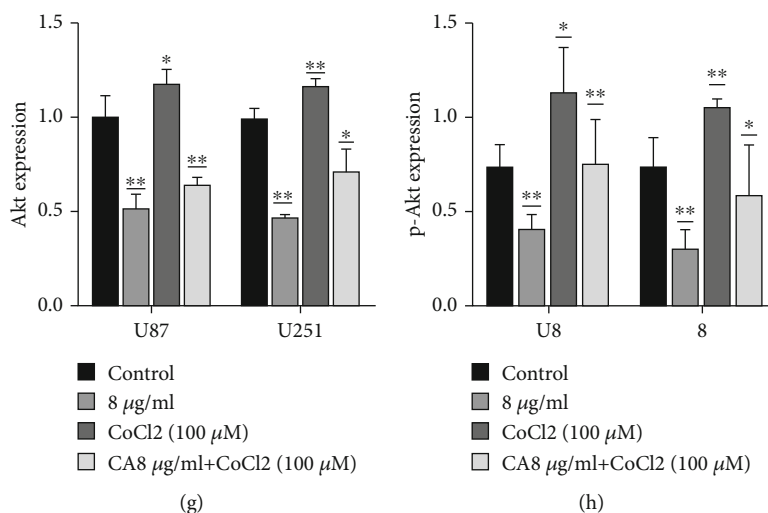 1.5
*
**
1.0
*
**
**
**
0.5
0.0
Akt expression
U87
U251
Control
8 μg/ml
CoCl2 (100 μM)
CA8 μg/ml+CoCl2 (100 μM)
(g)
1.5
*
**
**
*
1.0
**
**
0.5
0.0
p-Akt expression
U8
8
Control
8 μg/ml
CoCl2 (100 μM)
CA8 μg/ml+CoCl2 (100 μM)
(h)